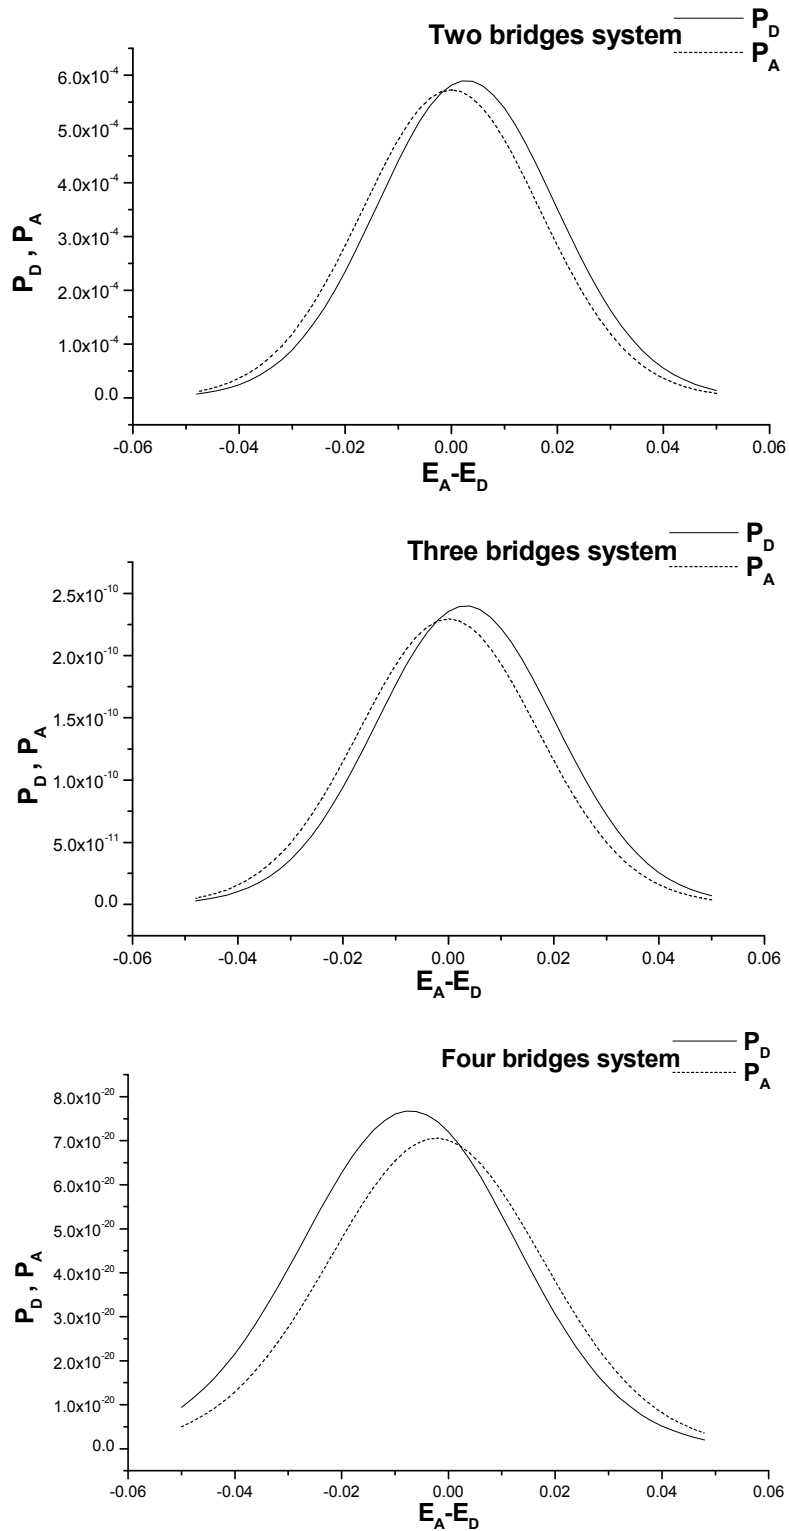 Two bridges system
P_D
P_A
6.0x10^-4
5.0x10^-4
4.0x10^-4
3.0x10^-4
2.0x10^-4
1.0x10^-4
0.0
P_D , P_A
-0.06 -0.04 -0.02 0.00 0.02 0.04 0.06
E_A-E_D
Three bridges system
P_D
P_A
2.5x10^-10
2.0x10^-10
1.5x10^-10
1.0x10^-10
5.0x10^-11
0.0
P_D , P_A
-0.06 -0.04 -0.02 0.00 0.02 0.04 0.06
E_A-E_D
Four bridges system
P_D
P_A
8.0x10^-20
7.0x10^-20
6.0x10^-20
5.0x10^-20
4.0x10^-20
3.0x10^-20
2.0x10^-20
1.0x10^-20
0.0
P_D , P_A
-0.06 -0.04 -0.02 0.00 0.02 0.04 0.06
E_A-E_D